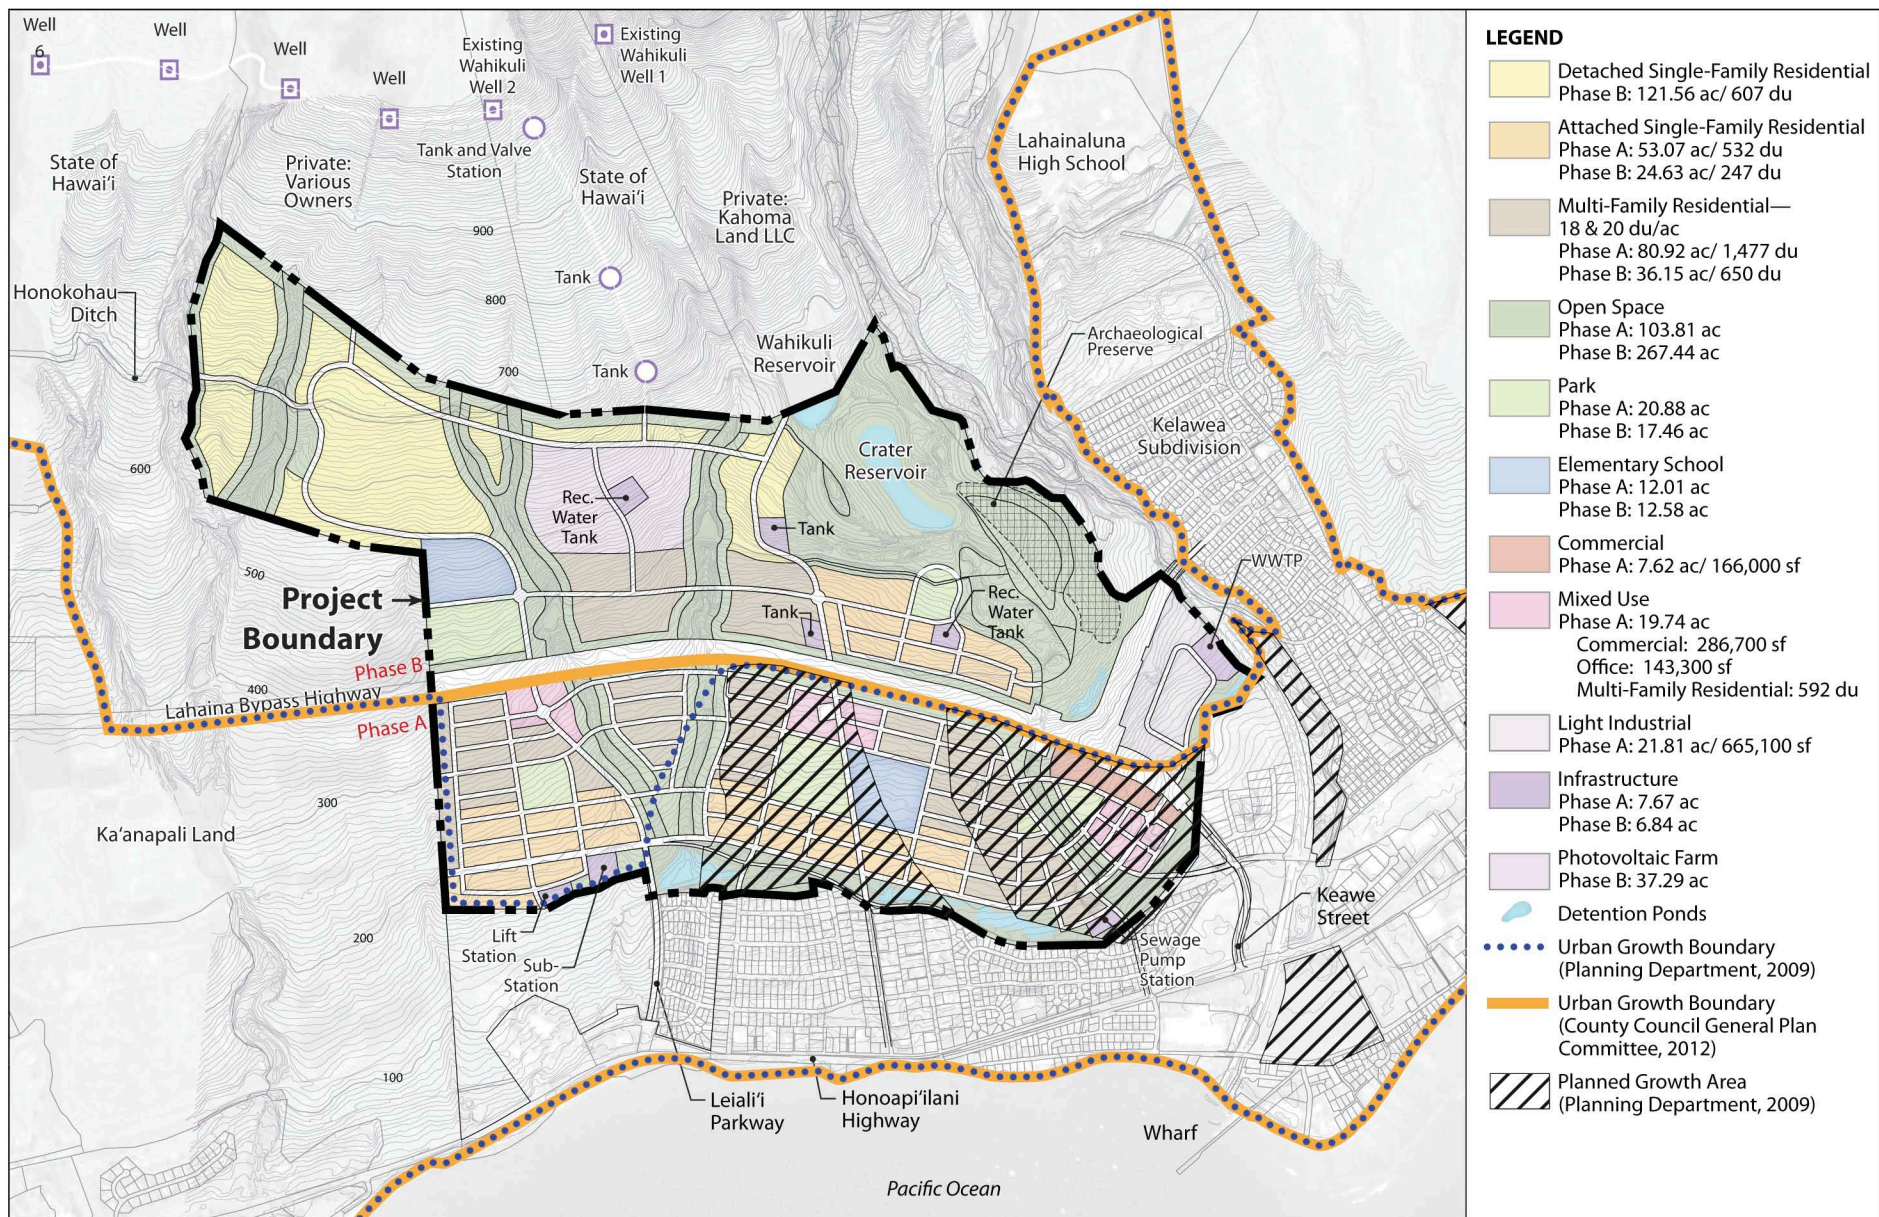 Well
6
Well
Well
Well
Existing
Wahikuli
Well 2
Existing
Wahikuli
Well 1
Tank and Valve
Station
State of
Hawai‘i
Private:
Various
Owners
State of
Hawai‘i
Private:
Kahoma
Land LLC
Lahainaluna
High School
900
800
700
600
500
400
300
200
100
Tank
Tank
Honokohau
Ditch
Wahikuli
Reservoir
Archaeological
Preserve
Kelawea
Subdivision
Crater
Reservoir
Rec.
Water
Tank
Tank
Tank
Rec.
Water
Tank
WWTP
Project
Boundary
Phase B
Lahaina Bypass Highway
Phase A
Ka‘anapali Land
Lift
Station
Sub-
Station
Sewage
Pump
Station
Keawe
Street
Leiali‘i
Parkway
Honoapi‘ilani
Highway
Wharf
Pacific Ocean
LEGEND
Detached Single-Family Residential
Phase B: 121.56 ac/ 607 du
Attached Single-Family Residential
Phase A: 53.07 ac/ 532 du
Phase B: 24.63 ac/ 247 du
Multi-Family Residential—
18 & 20 du/ac
Phase A: 80.92 ac/ 1,477 du
Phase B: 36.15 ac/ 650 du
Open Space
Phase A: 103.81 ac
Phase B: 267.44 ac
Park
Phase A: 20.88 ac
Phase B: 17.46 ac
Elementary School
Phase A: 12.01 ac
Phase B: 12.58 ac
Commercial
Phase A: 7.62 ac/ 166,000 sf
Mixed Use
Phase A: 19.74 ac
Commercial: 286,700 sf
Office: 143,300 sf
Multi-Family Residential: 592 du
Light Industrial
Phase A: 21.81 ac/ 665,100 sf
Infrastructure
Phase A: 7.67 ac
Phase B: 6.84 ac
Photovoltaic Farm
Phase B: 37.29 ac
Detention Ponds
Urban Growth Boundary
(Planning Department, 2009)
Urban Growth Boundary
(County Council General Plan
Committee, 2012)
Planned Growth Area
(Planning Department, 2009)